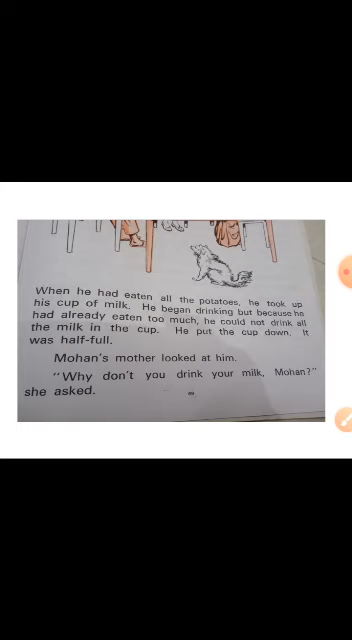 When he had eaten all the potatoes, he took up
his cup of milk. He began drinking but because he
had already eaten too much, he could not drink all
the milk in the cup. He put the cup down. It
was half-full.
Mohan's mother looked at him.
"Why don't you drink your milk, Mohan?"
she asked.